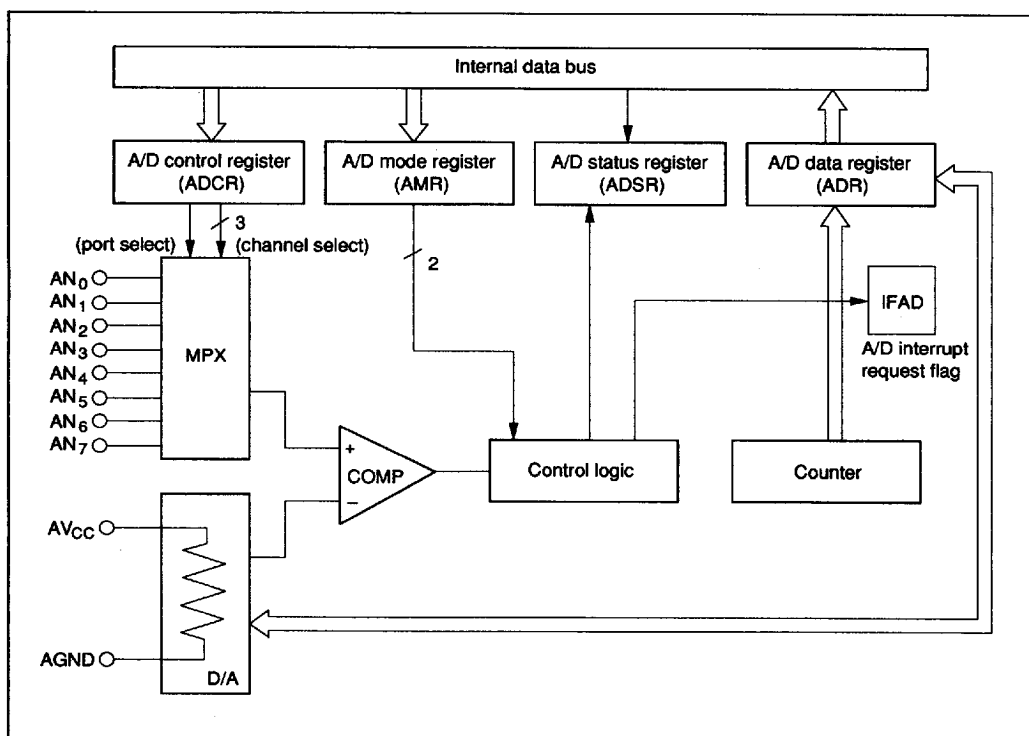 Internal data bus
A/D control register
(ADCR)
A/D mode register
(AMR)
A/D status register
(ADSR)
A/D data register
(ADR)
3
(port select)
(channel select)
2
AN0
AN1
AN2
AN3
AN4
AN5
AN6
AN7
MPX
IFAD
A/D interrupt
request flag
+
COMP
−
Control logic
Counter
AVCC
AGND
D/A